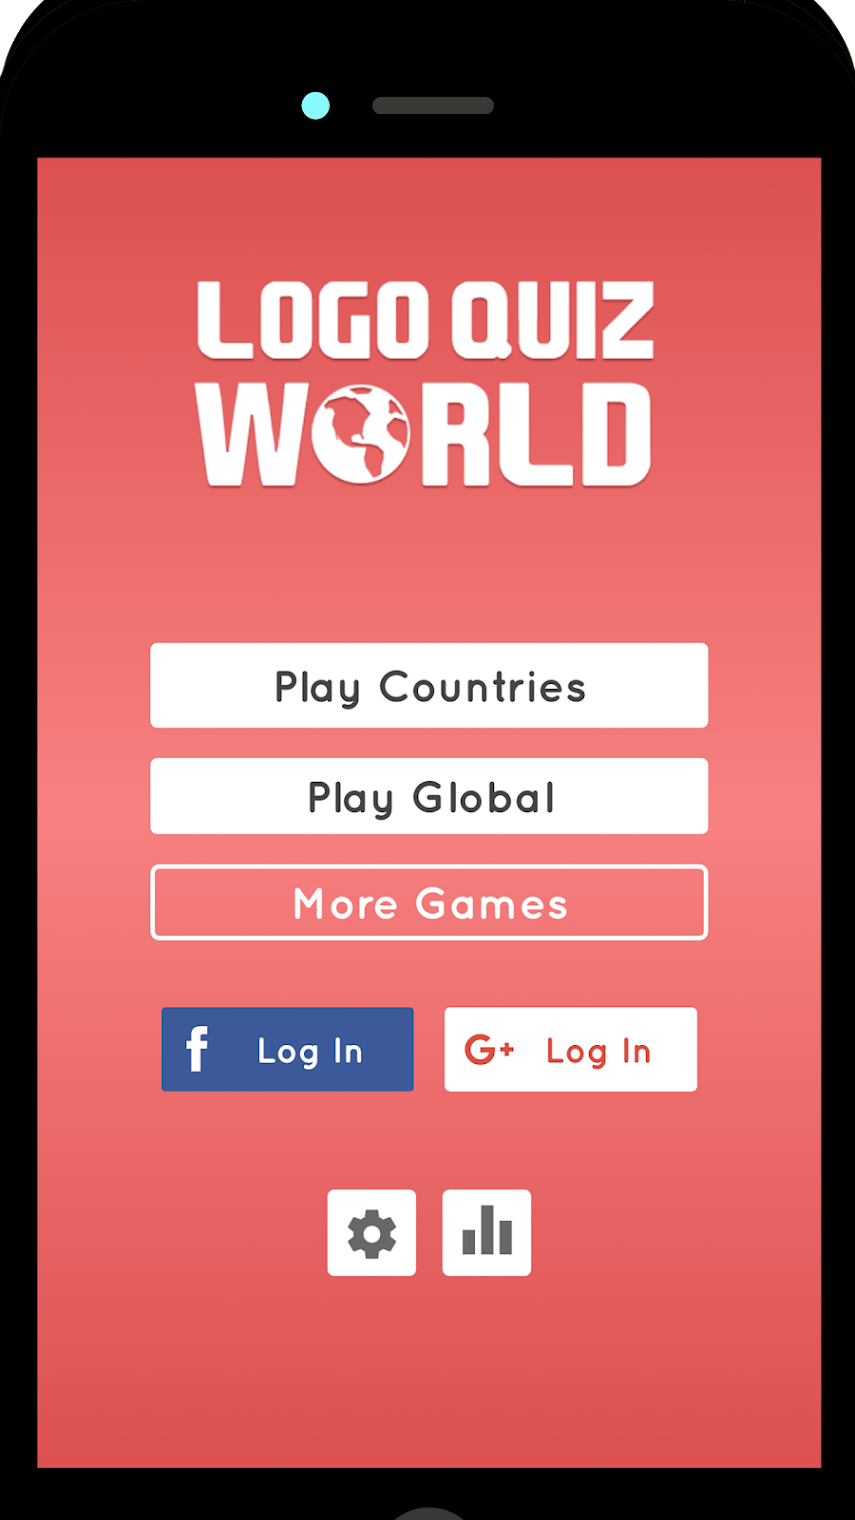 LOGO QUIZ
WORLD
Play Countries
Play Global
More Games
f Log In
G+ Log In